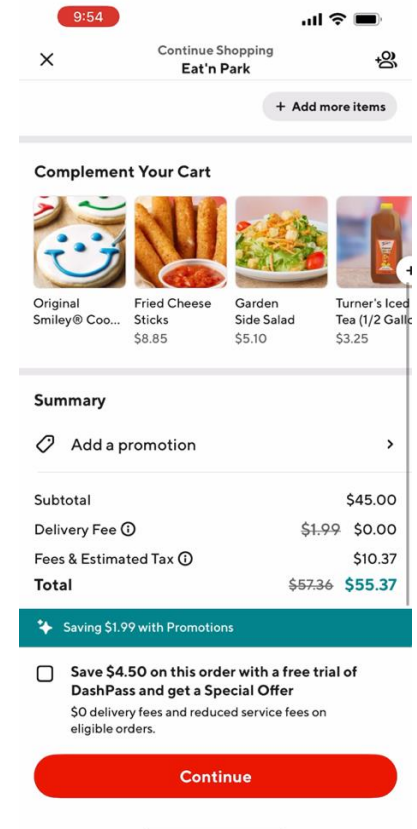 9:54
Continue Shopping
Eat'n Park
+ Add more items
Complement Your Cart
Original
Smiley® Coo...
Fried Cheese
Sticks
$8.85
Garden
Side Salad
$5.10
Turner's Iced
Tea (1/2 Gallo
$3.25
Summary
Add a promotion
Subtotal $45.00
Delivery Fee $1.99 $0.00
Fees & Estimated Tax $10.37
Total $57.36 $55.37
Saving $1.99 with Promotions
Save $4.50 on this order with a free trial of
DashPass and get a Special Offer
$0 delivery fees and reduced service fees on
eligible orders.
Continue